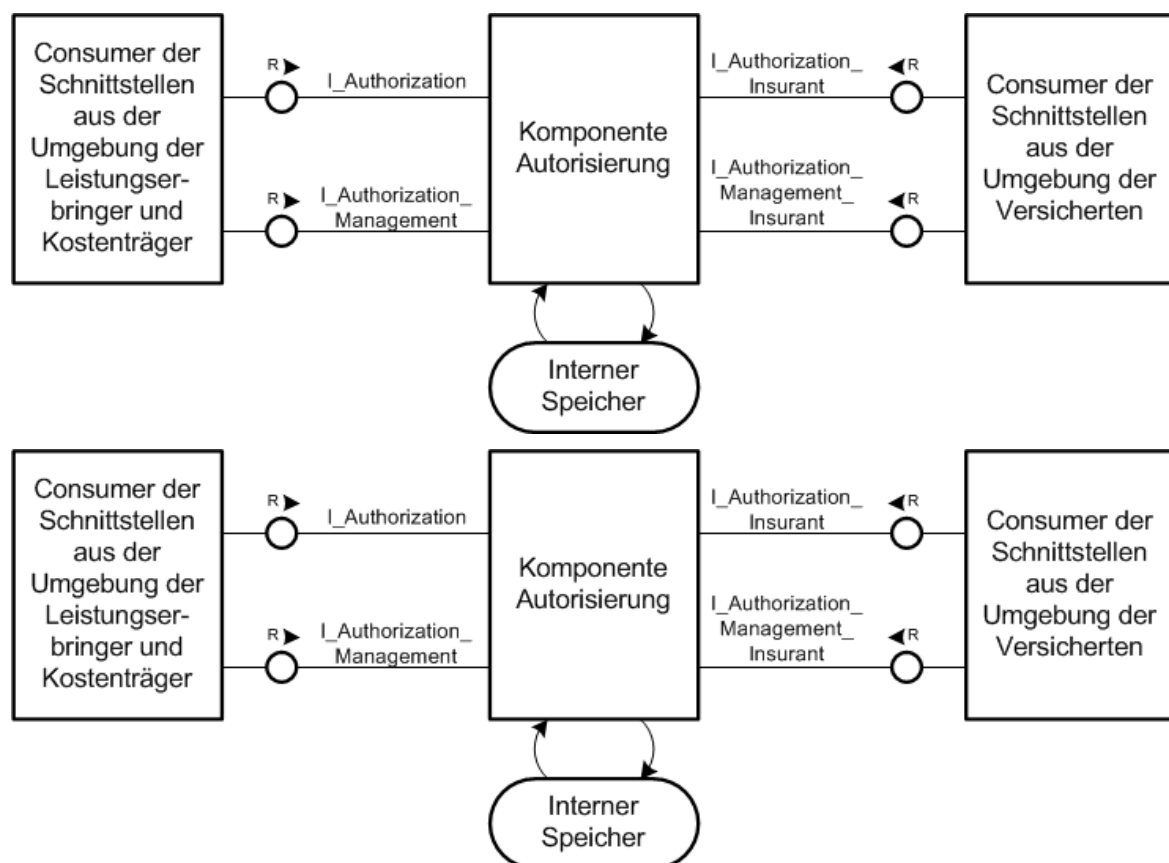 Consumer der
Schnittstellen
aus der
Umgebung der
Leistungser-
bringer und
Kostenträger
R
I_Authorization
R
I_Authorization_
Management
Komponente
Autorisierung
I_Authorization_
Insurant
R
I_Authorization_
Management_
Insurant
R
Consumer der
Schnittstellen
aus der
Umgebung der
Versicherten
Interner
Speicher
Consumer der
Schnittstellen
aus der
Umgebung der
Leistungser-
bringer und
Kostenträger
R
I_Authorization
R
I_Authorization_
Management
Komponente
Autorisierung
I_Authorization_
Insurant
R
I_Authorization_
Management_
Insurant
R
Consumer der
Schnittstellen
aus der
Umgebung der
Versicherten
Interner
Speicher